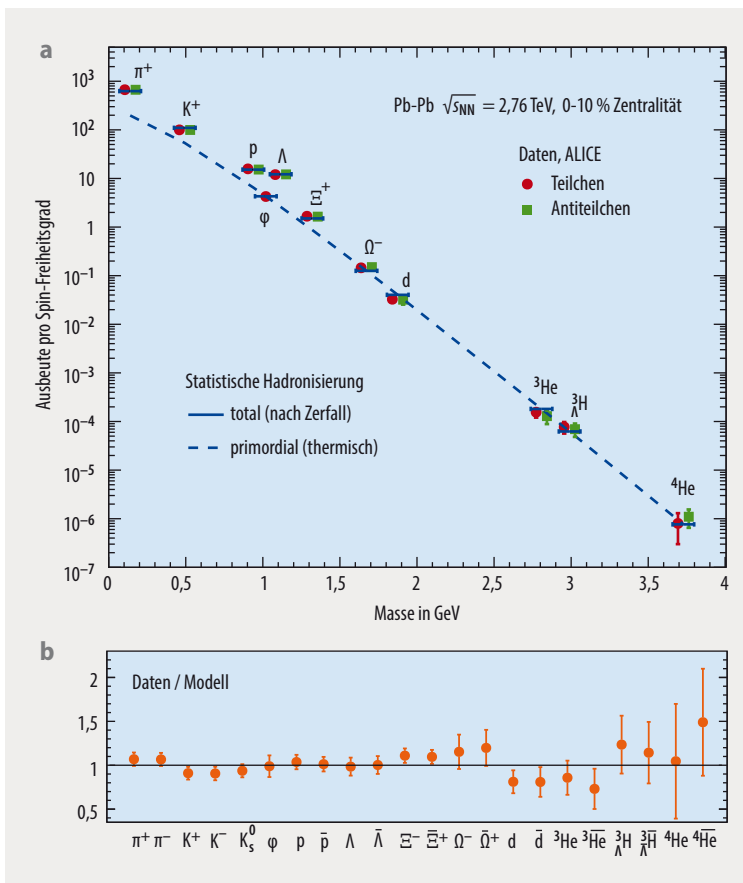 a
Ausbeute pro Spin-Freiheitsgrad
10³
10²
10
1
10⁻¹
10⁻²
10⁻³
10⁻⁴
10⁻⁵
10⁻⁶
10⁻⁷
π⁺
K⁺
p
Λ
φ
Ξ⁺
Ω⁻
d
³He
³ΛH
⁴He
Pb-Pb √sNN = 2,76 TeV, 0-10 % Zentralität
Daten, ALICE
Teilchen
Antiteilchen
Statistische Hadronisierung
total (nach Zerfall)
primordial (thermisch)
0 0,5 1 1,5 2 2,5 3 3,5 4
Masse in GeV
b
Daten / Modell
2
1,5
1
0,5
π⁺ π⁻ K⁺ K⁻ K⁰s φ p p̄ Λ Λ̄ Ξ⁻ Ξ̄⁺ Ω⁻ Ω̄⁺ d d̄ ³He ³H̅e̅ ³ΛH ³Λ̅H̅ ⁴He ⁴H̅e̅